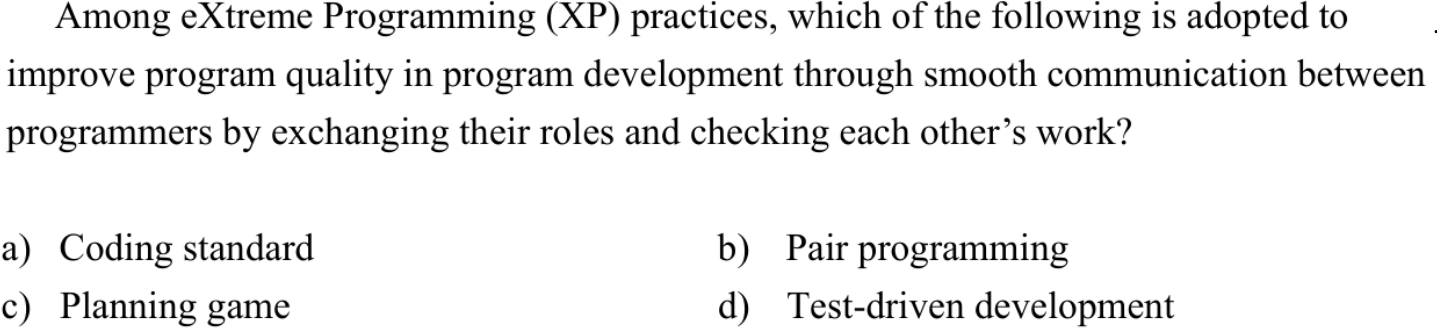 Among eXtreme Programming (XP) practices, which of the following is adopted to
improve program quality in program development through smooth communication between
programmers by exchanging their roles and checking each other’s work?
a) Coding standard b) Pair programming
c) Planning game d) Test-driven development